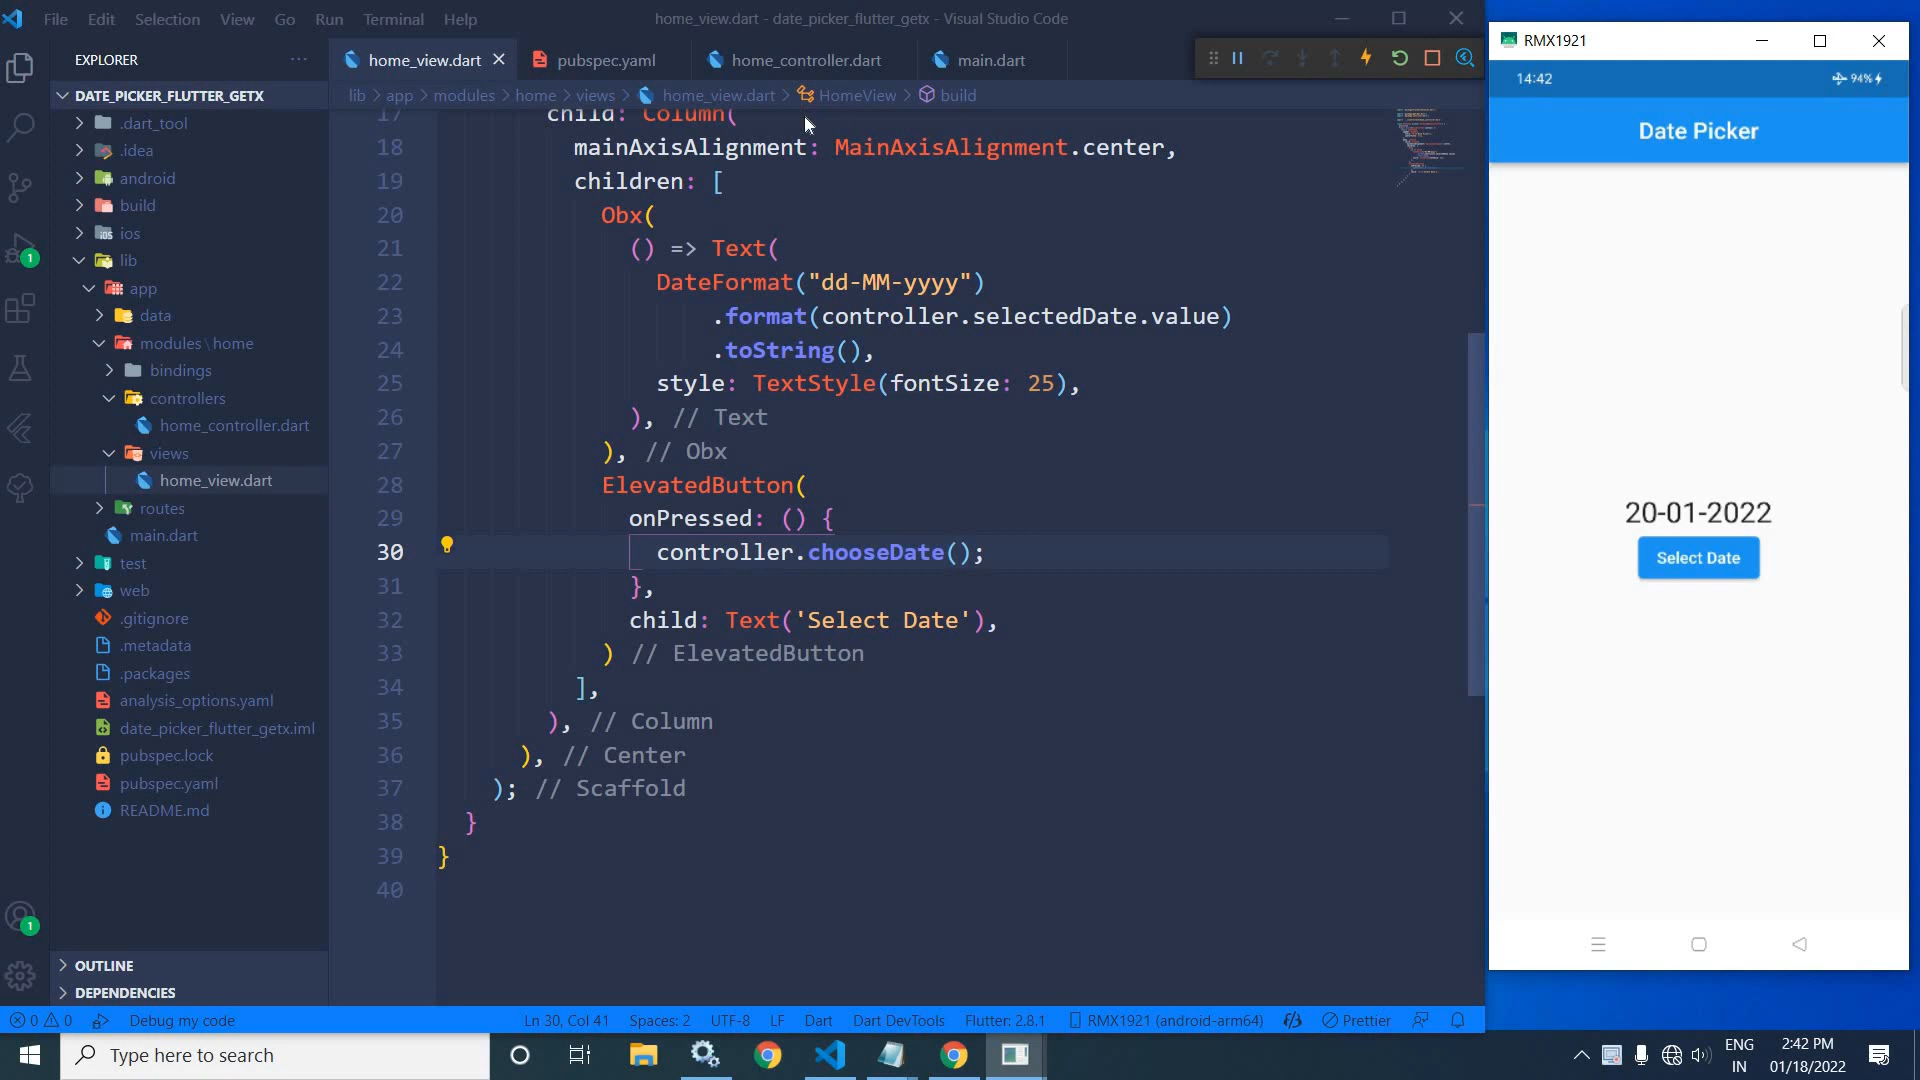 File Edit Selection View Go Run Terminal Help
home_view.dart - date_picker_flutter_getx - Visual Studio Code
EXPLORER
DATE_PICKER_FLUTTER_GETX
.dart_tool
.idea
android
build
ios
lib
app
data
modules\home
bindings
controllers
home_controller.dart
views
home_view.dart
routes
main.dart
test
web
.gitignore
.metadata
.packages
analysis_options.yaml
date_picker_flutter_getx.iml
pubspec.lock
pubspec.yaml
README.md
OUTLINE
DEPENDENCIES
1
1
home_view.dart pubspec.yaml home_controller.dart main.dart
lib > app > modules > home > views > home_view.dart > HomeView > build
17 child: Column(
18 mainAxisAlignment: MainAxisAlignment.center,
19 children: [
20 Obx(
21 () => Text(
22 DateFormat("dd-MM-yyyy")
23 .format(controller.selectedDate.value)
24 .toString(),
25 style: TextStyle(fontSize: 25),
26 ), // Text
27 ), // Obx
28 ElevatedButton(
29 onPressed: () {
30 controller.chooseDate();
31 },
32 child: Text('Select Date'),
33 ) // ElevatedButton
34 ],
35 ), // Column
36 ), // Center
37 ); // Scaffold
38 }
39 }
40
0 0 Debug my code Ln 30, Col 41 Spaces: 2 UTF-8 LF Dart Dart DevTools Flutter: 2.8.1 RMX1921 (android-arm64) Prettier
RMX1921
14:42 94%
Date Picker
20-01-2022
Select Date
Type here to search
ENG
IN
2:42 PM
01/18/2022